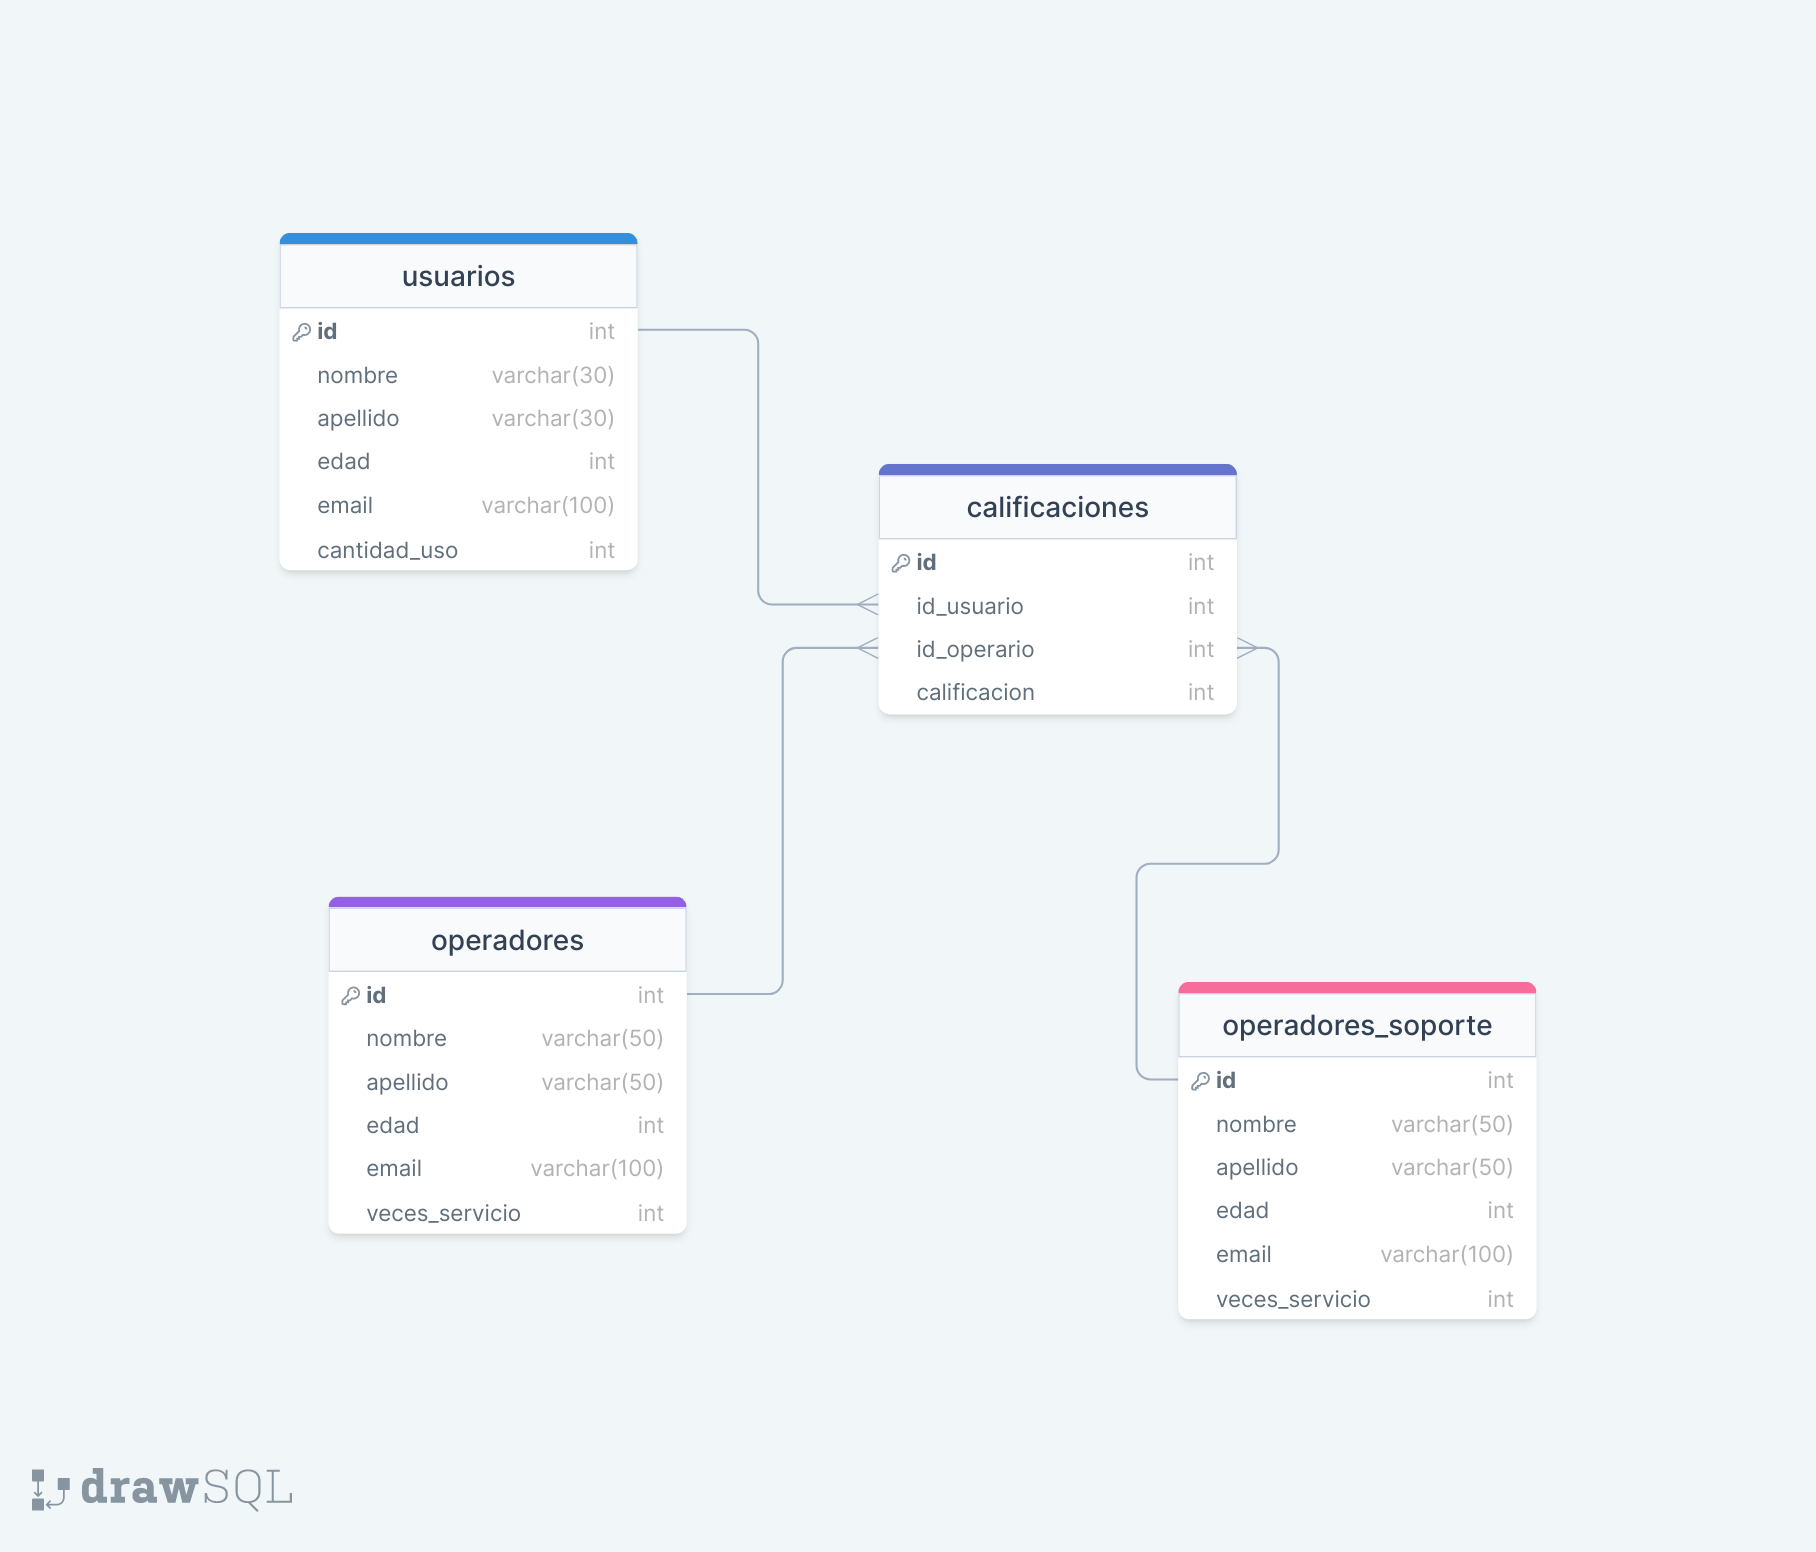 usuarios
id int
nombre varchar(30)
apellido varchar(30)
edad int
email varchar(100)
cantidad_uso int
calificaciones
id int
id_usuario int
id_operario int
calificacion int
operadores
id int
nombre varchar(50)
apellido varchar(50)
edad int
email varchar(100)
veces_servicio int
operadores_soporte
id int
nombre varchar(50)
apellido varchar(50)
edad int
email varchar(100)
veces_servicio int
drawSQL